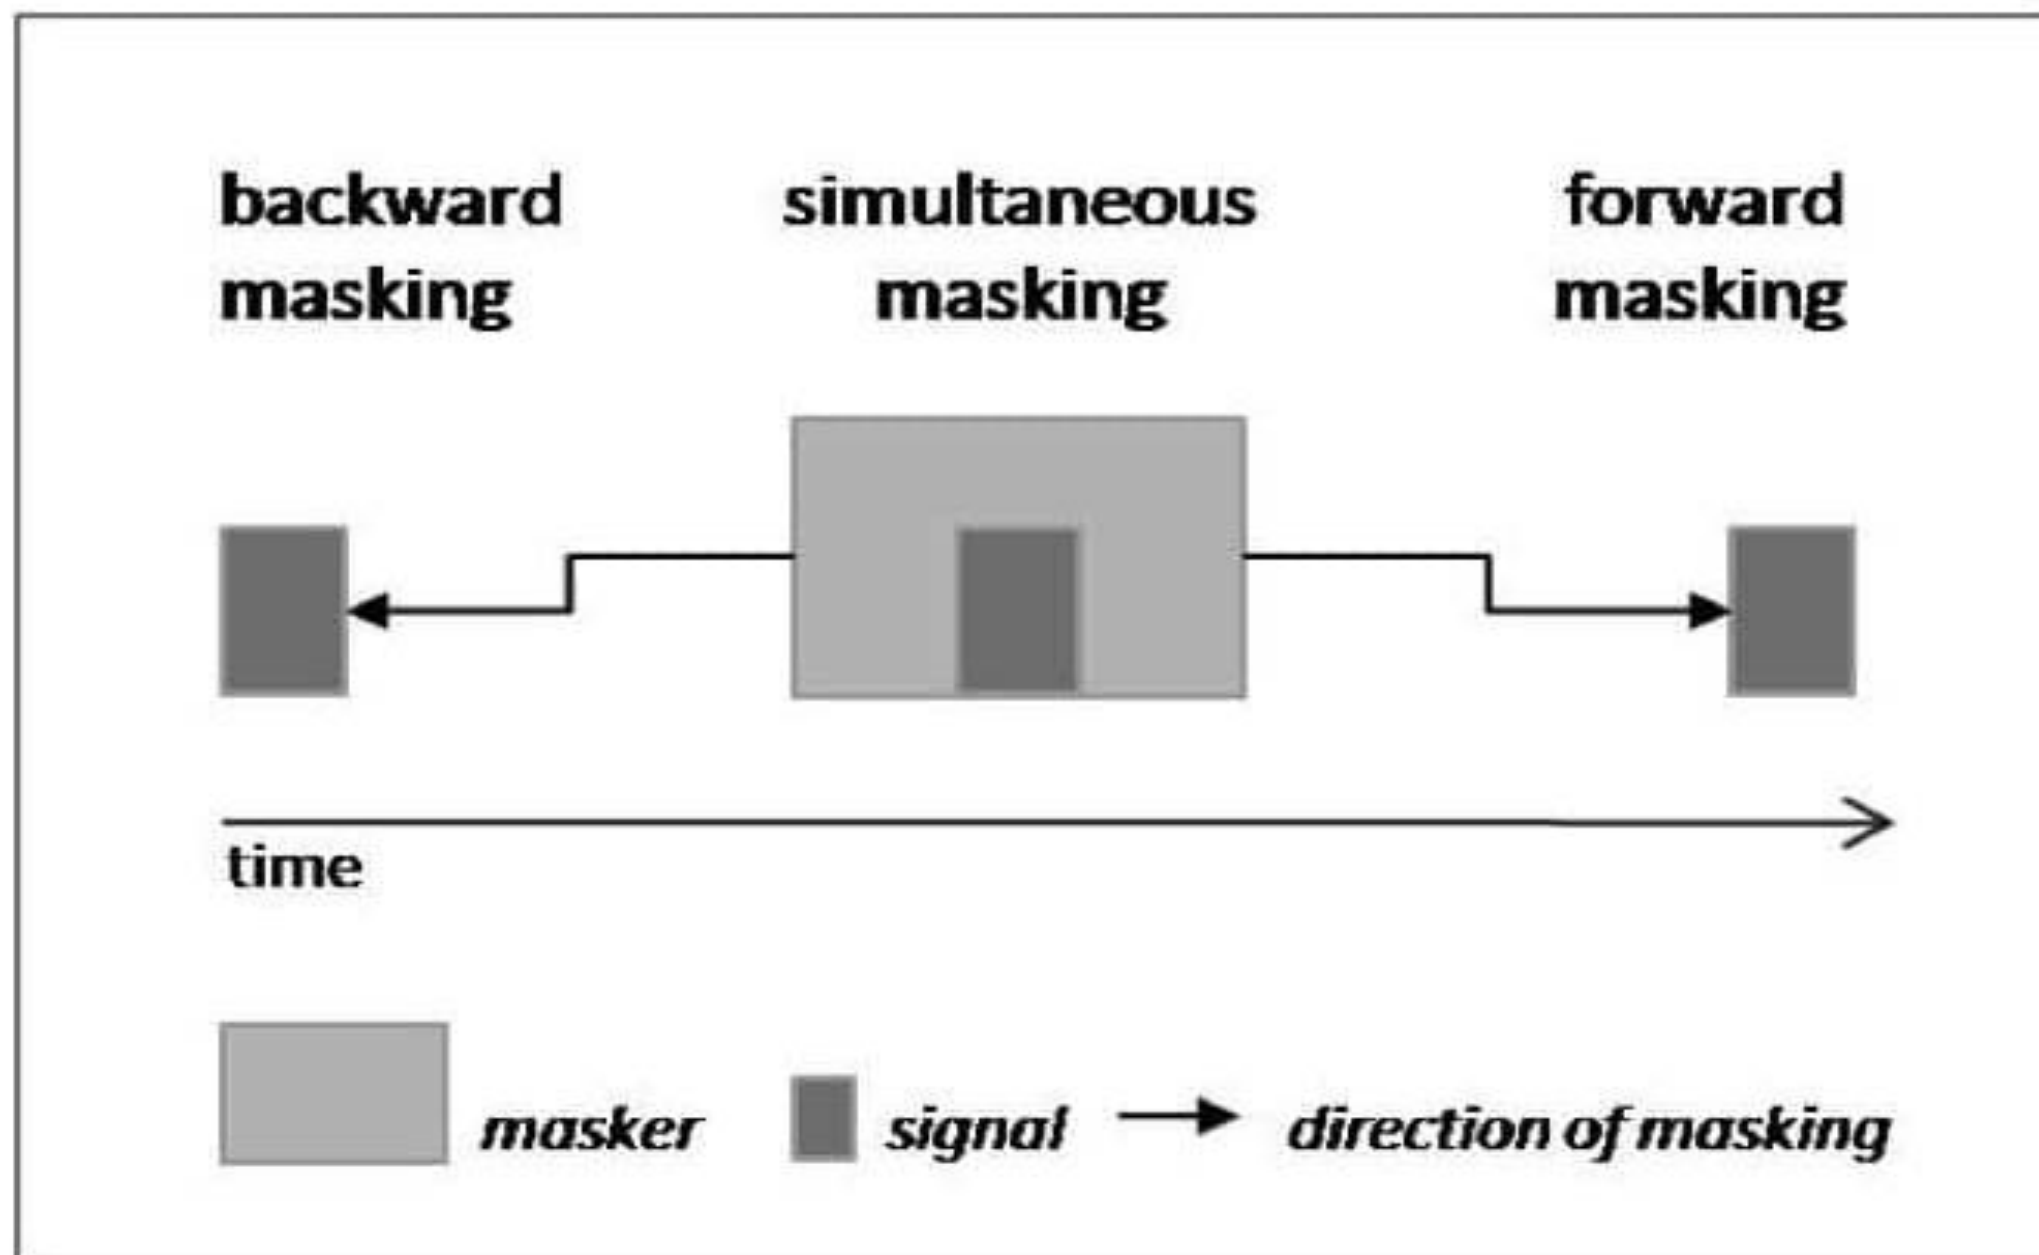 backward
masking
simultaneous
masking
forward
masking
time
masker
signal
direction of masking